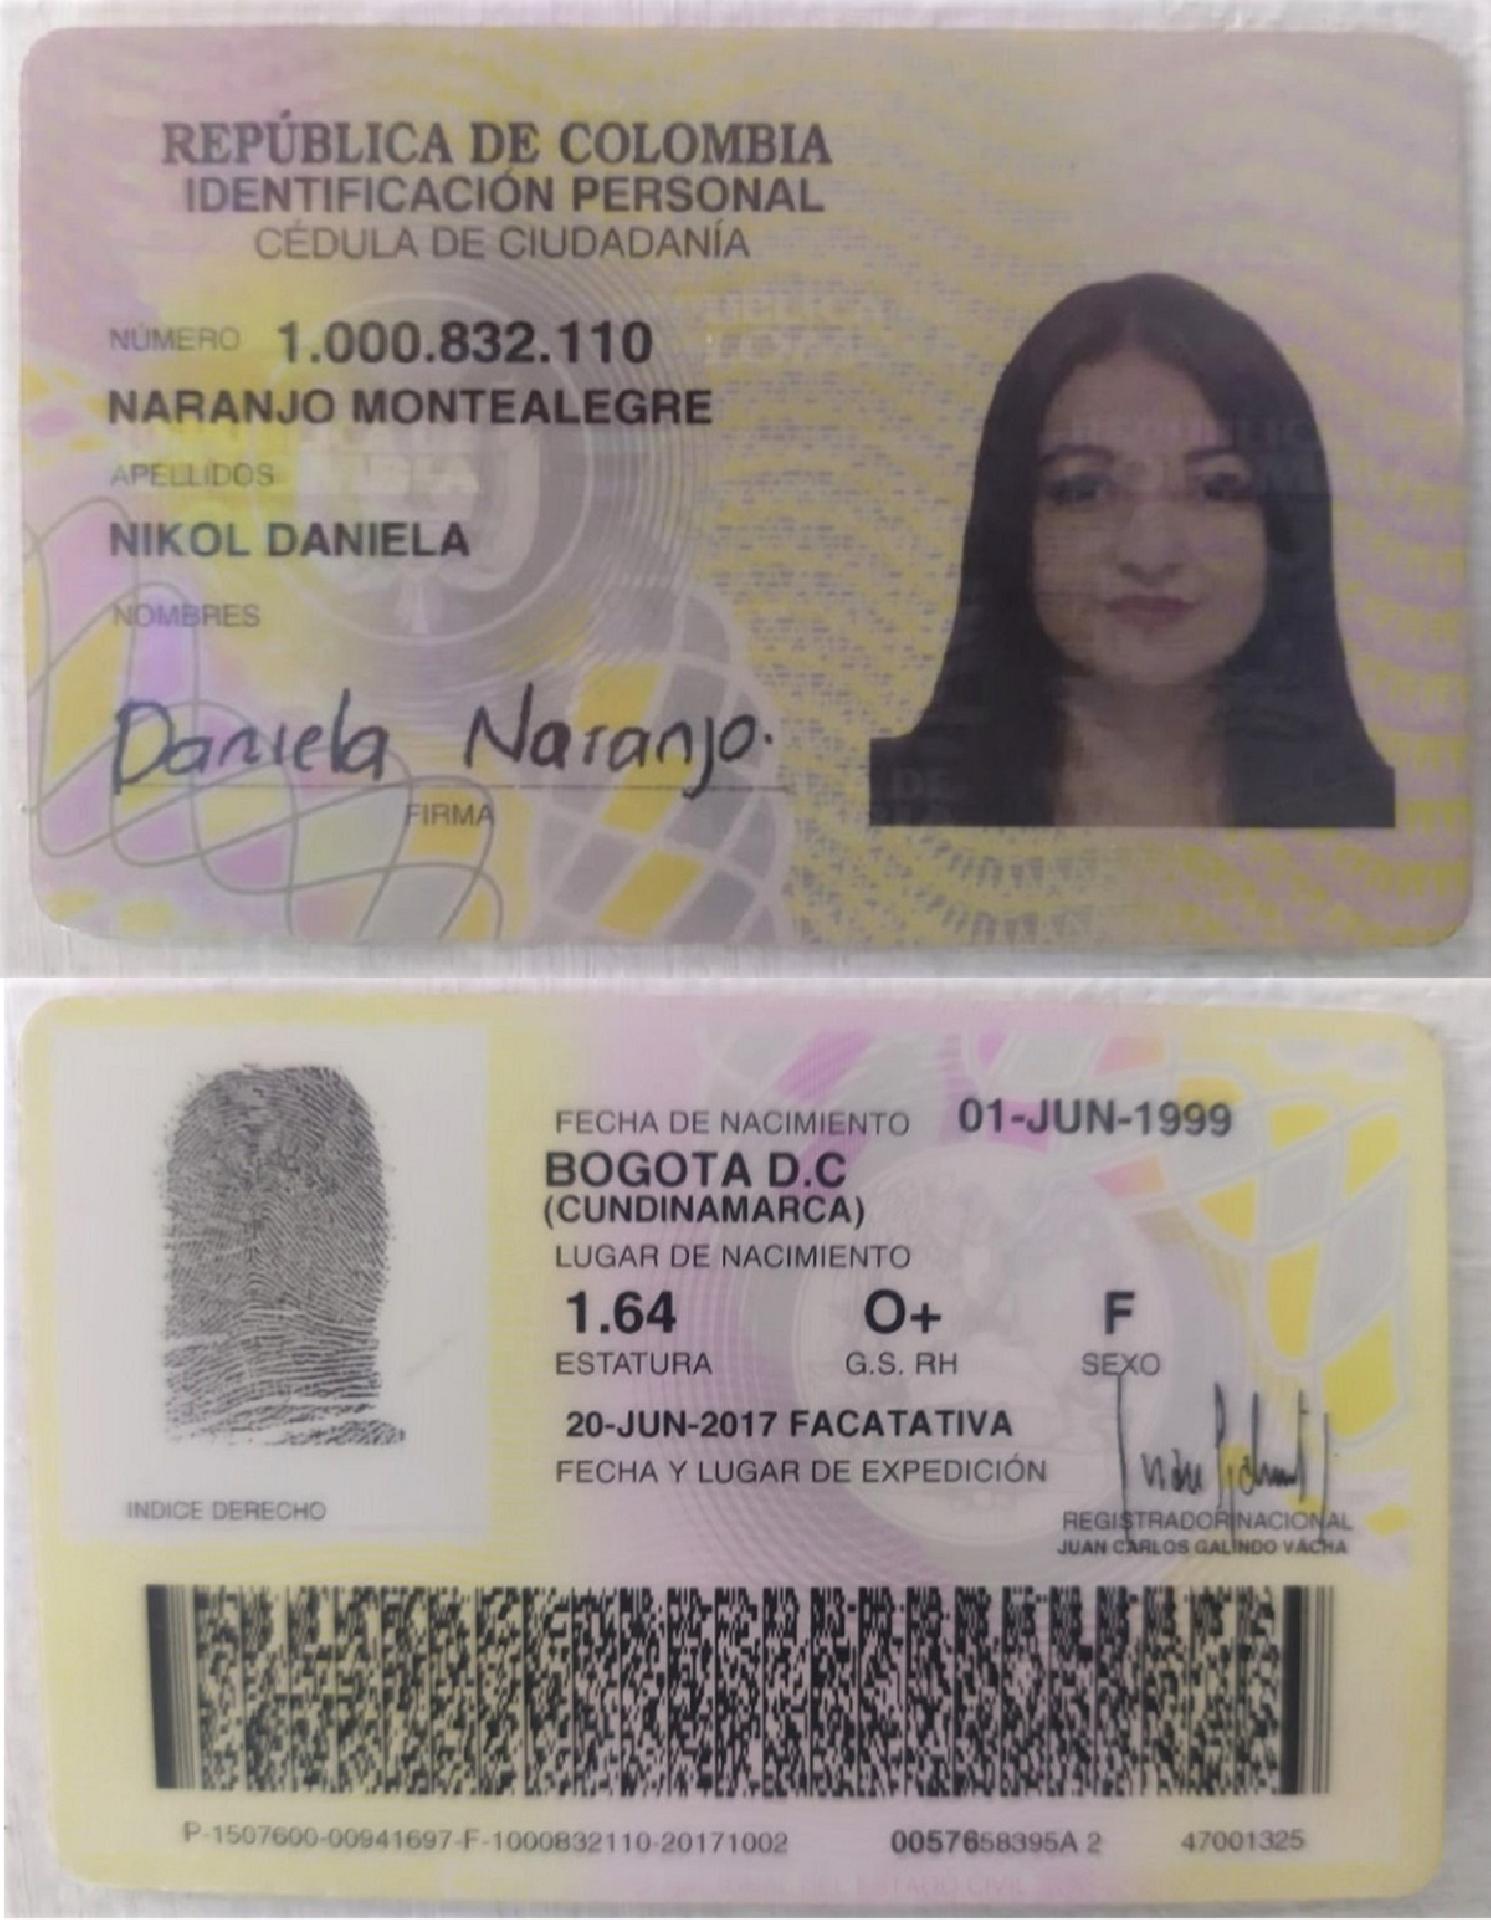 REPÚBLICA DE COLOMBIA
IDENTIFICACIÓN PERSONAL
CÉDULA DE CIUDADANÍA
NÚMERO 1.000.832.110
NARANJO MONTEALEGRE
APELLIDOS
NIKOL DANIELA
NOMBRES
Daniela Naranjo.
FIRMA
FECHA DE NACIMIENTO 01-JUN-1999
BOGOTA D.C
(CUNDINAMARCA)
LUGAR DE NACIMIENTO
1.64 O+ F
ESTATURA G.S. RH SEXO
20-JUN-2017 FACATATIVA
FECHA Y LUGAR DE EXPEDICIÓN
INDICE DERECHO
REGISTRADOR NACIONAL
JUAN CARLOS GALINDO VÁCHA
P-1507600-00941697-F-1000832110-20171002 0057658395A 2 47001325